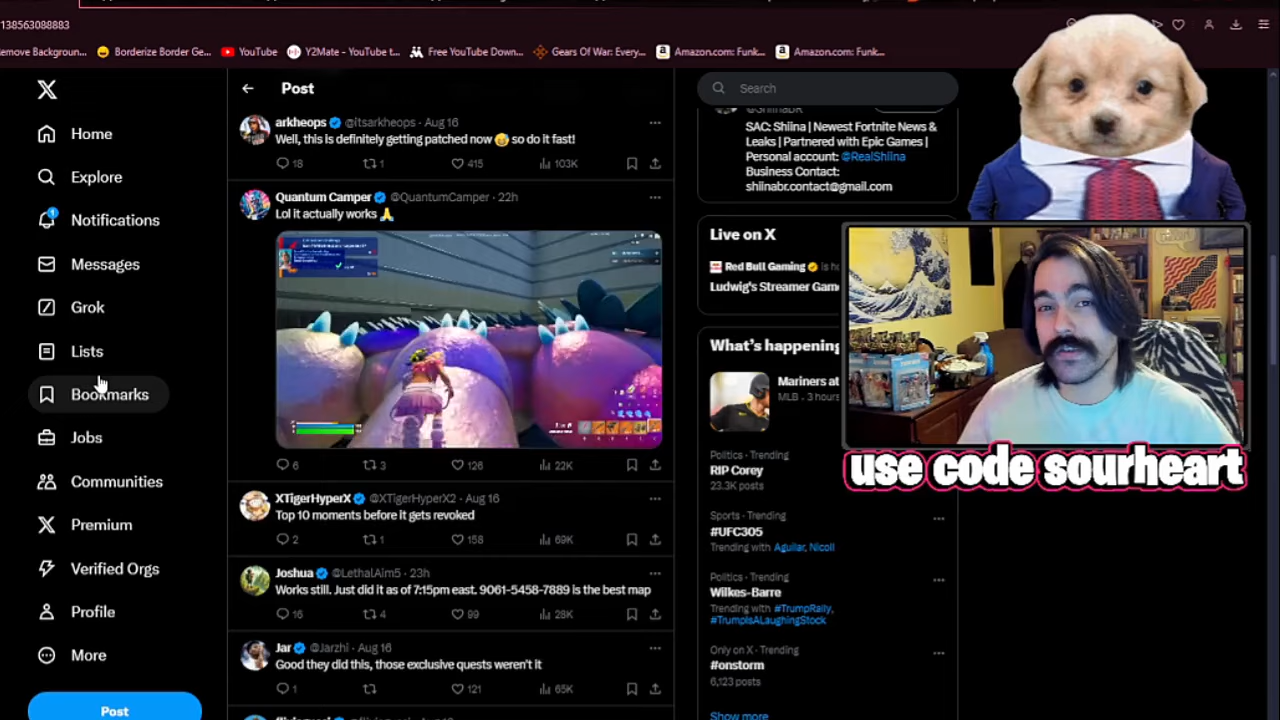 138563088883
emove Backgroun...
Borderize Border Ge...
YouTube
Y2Mate - YouTube t...
Free YouTube Down...
Gears Of War: Every...
Amazon.com: Funk...
Amazon.com: Funk...
Home
Explore
Notifications
1
Messages
Grok
Lists
Bookmarks
Jobs
Communities
Premium
Verified Orgs
Profile
More
Post
Post
arkheops @Itsarkheops · Aug 16
Well, this is definitely getting patched now 😅 so do it fast!
18 1 415 103K
Quantum Camper @QuantumCamper · 22h
Lol it actually works 🙏
6 3 126 22K
XTigerHyperX @XTigerHyperX2 · Aug 16
Top 10 moments before it gets revoked
2 1 158 69K
Joshua @LethalAim5 · 23h
Works still. Just did it as of 7:15pm east. 9061-5458-7889 is the best map
16 4 99 28K
Jar @Jarzhi · Aug 16
Good they did this, those exclusive quests weren't it
1 121 65K
Search
@ShiinaBR
SAC: Shiina | Newest Fortnite News &
Leaks | Partnered with Epic Games |
Personal account: @RealShiina
Business Contact:
shiinabr.contact@gmail.com
Live on X
Red Bull Gaming is h
Ludwig's Streamer Gam
What's happening
Mariners at
MLB · 3 hours
Politics · Trending
RIP Corey
23.3K posts
Sports · Trending
#UFC305
Trending with Aguilar, Nicoll
Politics · Trending
Wilkes-Barre
Trending with #TrumpRally,
#TrumpIsALaughingStock
Only on X · Trending
#onstorm
6,123 posts
Show more
use code sourheart